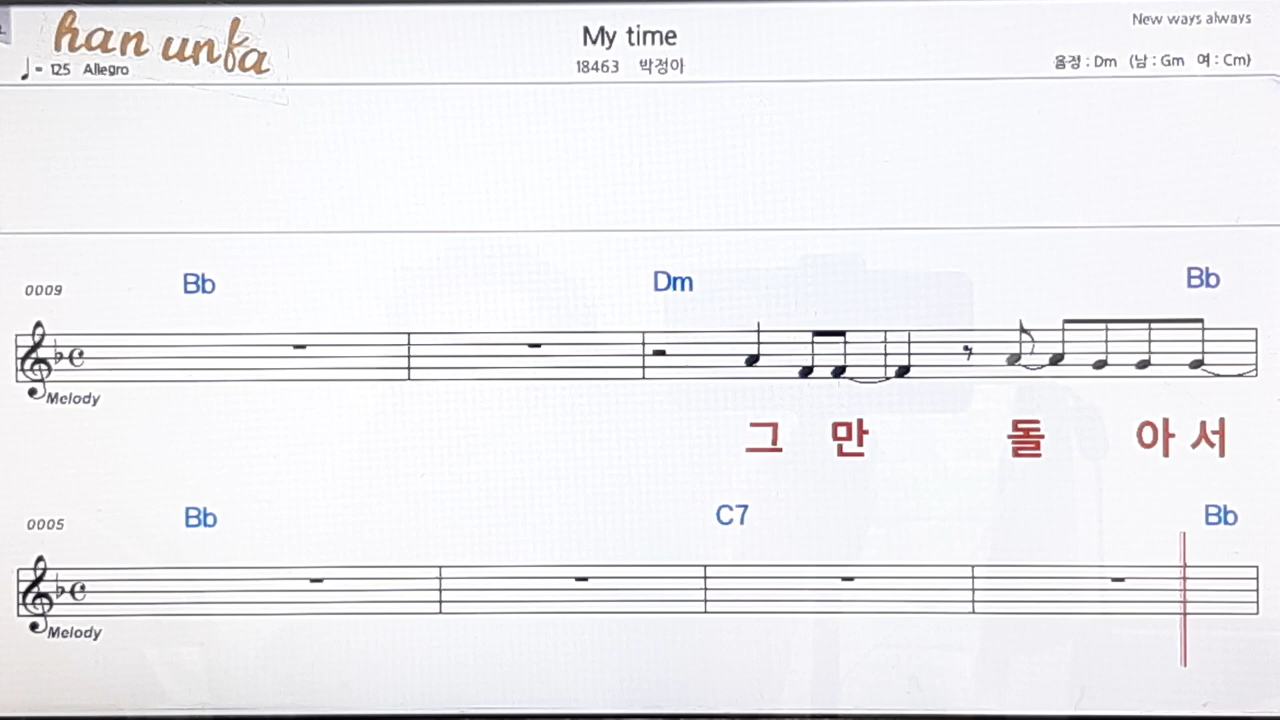 han unfa
My time
New ways always
♩= 125 Allegro
18463 박정아
음정 : Dm (남 : Gm 여 : Cm)
0009 Bb Dm Bb
Melody
그 만 돌 아 서
0005 Bb C7 Bb
Melody